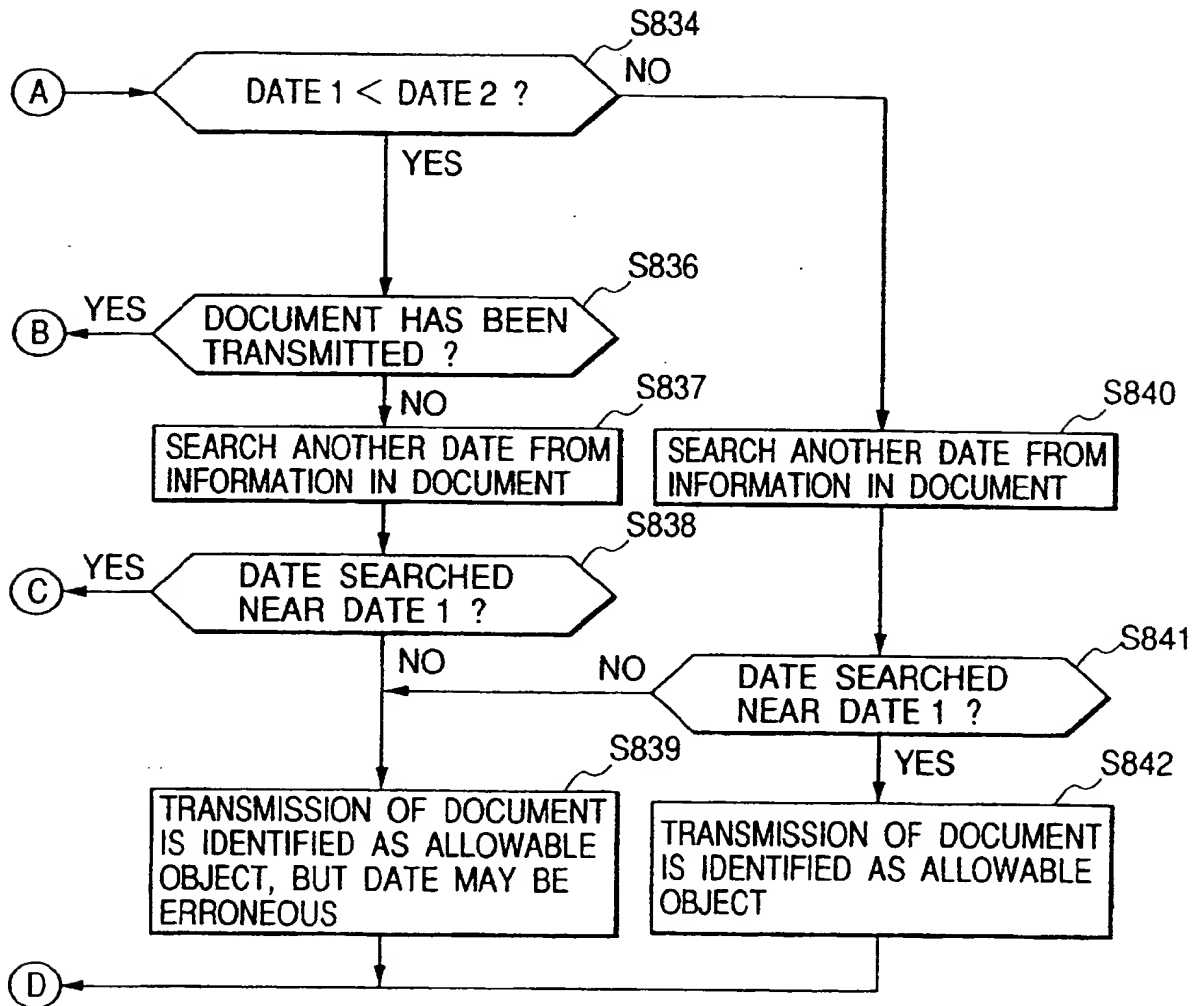 S834
A
DATE 1 < DATE 2 ?
NO
YES
S836
B
YES
DOCUMENT HAS BEEN
TRANSMITTED ?
NO
S837
SEARCH ANOTHER DATE FROM
INFORMATION IN DOCUMENT
S840
SEARCH ANOTHER DATE FROM
INFORMATION IN DOCUMENT
S838
C
YES
DATE SEARCHED
NEAR DATE 1 ?
NO
S841
NO
DATE SEARCHED
NEAR DATE 1 ?
YES
S839
TRANSMISSION OF DOCUMENT
IS IDENTIFIED AS ALLOWABLE
OBJECT, BUT DATE MAY BE
ERRONEOUS
S842
TRANSMISSION OF DOCUMENT
IS IDENTIFIED AS ALLOWABLE
OBJECT
D